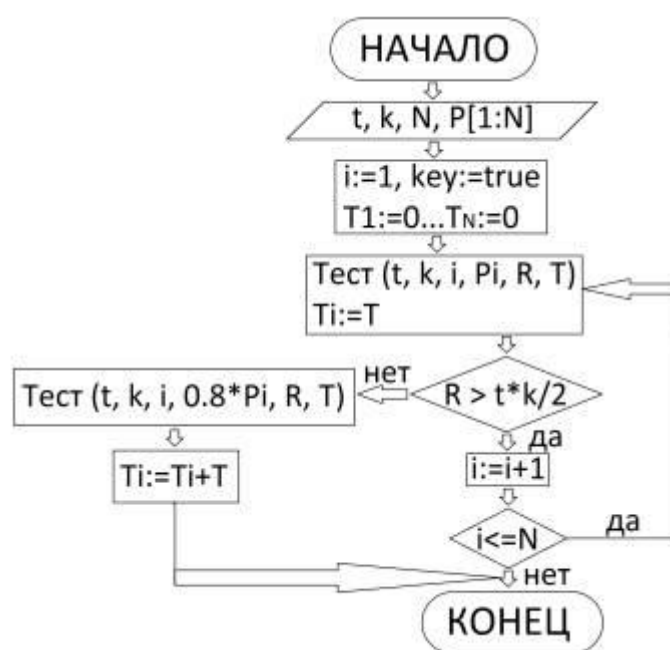 НАЧАЛО
t, k, N, P[1:N]
i:=1, key:=true
T1:=0...TN:=0
Тест (t, k, i, Pi, R, T)
Ti:=T
нет
R > t*k/2
Тест (t, k, i, 0.8*Pi, R, T)
да
Ti:=Ti+T
i:=i+1
i<=N
да
нет
КОНЕЦ